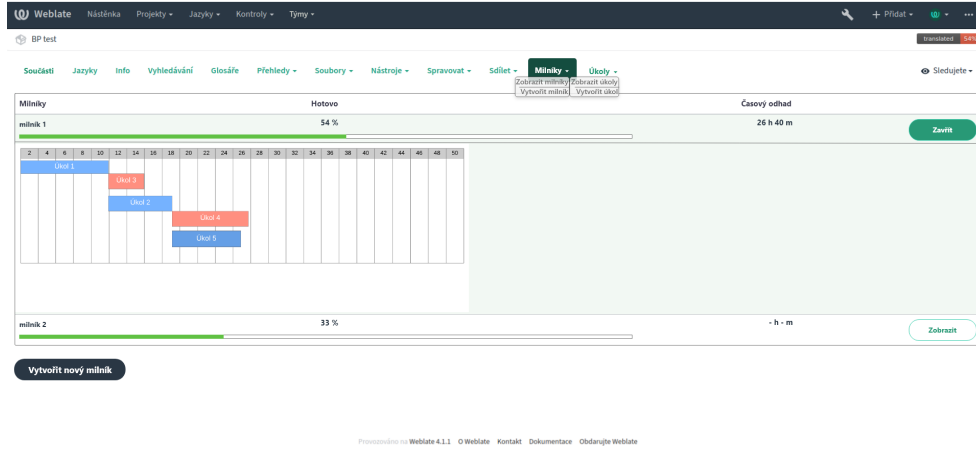 Weblate Nástěnka Projekty Jazyky Kontroly Týmy + Přidat
BP test translated 54%
Součásti Jazyky Info Vyhledávání Glosáře Přehledy Soubory Nástroje Spravovat Sdílet Milníky Úkoly Sledujete
Zobrazit milníky Zobrazit úkoly
Vytvořit milník Vytvořit úkol
Milníky Hotovo Časový odhad
milník 1 54 % 26 h 40 m Zavřít
2 4 6 8 10 12 14 16 18 20 22 24 26 28 30 32 34 36 38 40 42 44 46 48 50
Úkol 1
Úkol 3
Úkol 2
Úkol 4
Úkol 5
milník 2 33 % - h - m Zobrazit
Vytvořit nový milník
Provozováno na Weblate 4.1.1 O Weblate Kontakt Dokumentace Obdarujte Weblate